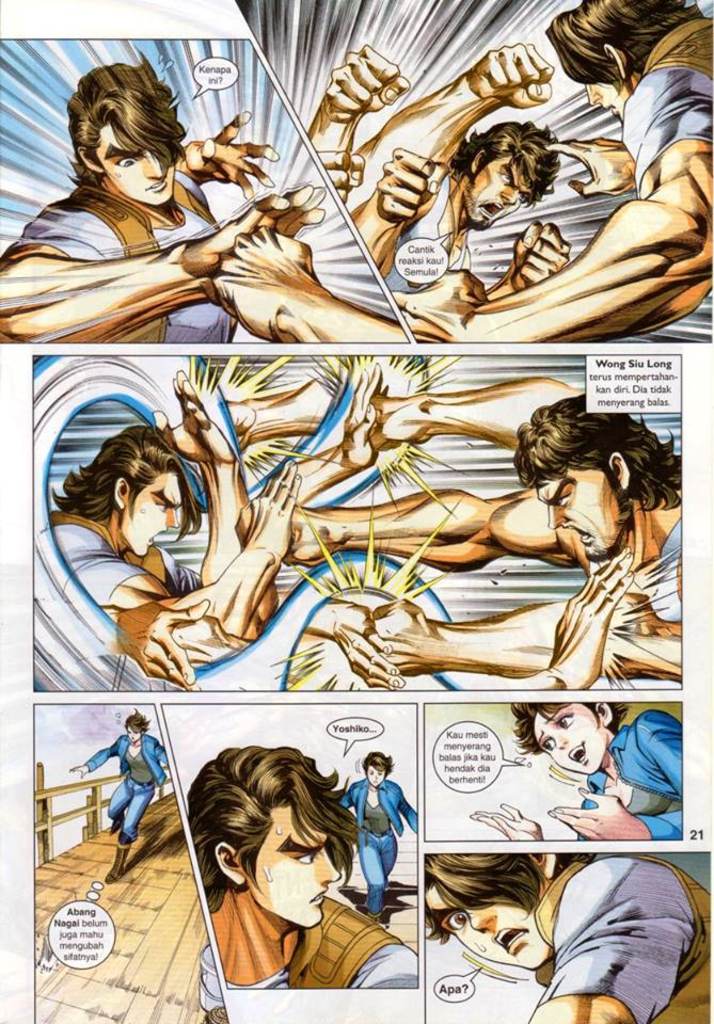 Kenapa
ini?
Cantik
reaksi kau!
Semula!
Wong Siu Long
terus mempertahan-
kan diri. Dia tidak
menyerang balas.
Abang
Nagai belum
juga mahu
mengubah
sifatnya!
Yoshiko...
Kau mesti
menyerang
balas jika kau
hendak dia
berhenti!
21
Apa?